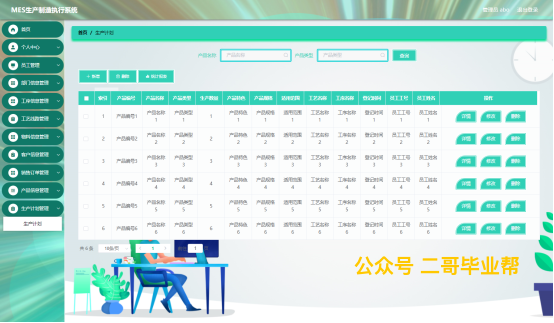 MES生产制造执行系统
首页
个人中心
员工管理
部门信息管理
工序信息管理
工艺流程管理
物料信息管理
客户信息管理
销售订单管理
产品信息管理
生产计划管理
生产计划
首页 / 生产计划
产品名称 产品名称 产品类型 产品类型 查询
+ 新增 删除
索引 产品编号 产品名称 产品类型 生产数量 产品特色 产品规格 适用范围 工艺名称 工序名称 登记时间 员工工号 员工姓名 操作
1 产品编号1 产品名称1 产品类型1 1 产品特色1 产品规格1 适用范围1 工艺名称1 工序名称1 登记时间1 员工工号1 员工姓名1 详情 修改 删除
2 产品编号2 产品名称2 产品类型2 2 产品特色2 产品规格2 适用范围2 工艺名称2 工序名称2 登记时间2 员工工号2 员工姓名2 详情 修改 删除
3 产品编号3 产品名称3 产品类型3 3 产品特色3 产品规格3 适用范围3 工艺名称3 工序名称3 登记时间3 员工工号3 员工姓名3 详情 修改 删除
4 产品编号4 产品名称4 产品类型4 4 产品特色4 产品规格4 适用范围4 工艺名称4 工序名称4 登记时间4 员工工号4 员工姓名4 详情 修改 删除
5 产品编号5 产品名称5 产品类型5 5 产品特色5 产品规格5 适用范围5 工艺名称5 工序名称5 登记时间5 员工工号5 员工姓名5 详情 修改 删除
6 产品编号6 产品名称6 产品类型6 6 产品特色6 产品规格6 适用范围6 工艺名称6 工序名称6 登记时间6 员工工号6 员工姓名6 详情 修改 删除
共 6 条 10条/页 1
公众号 二哥毕业帮